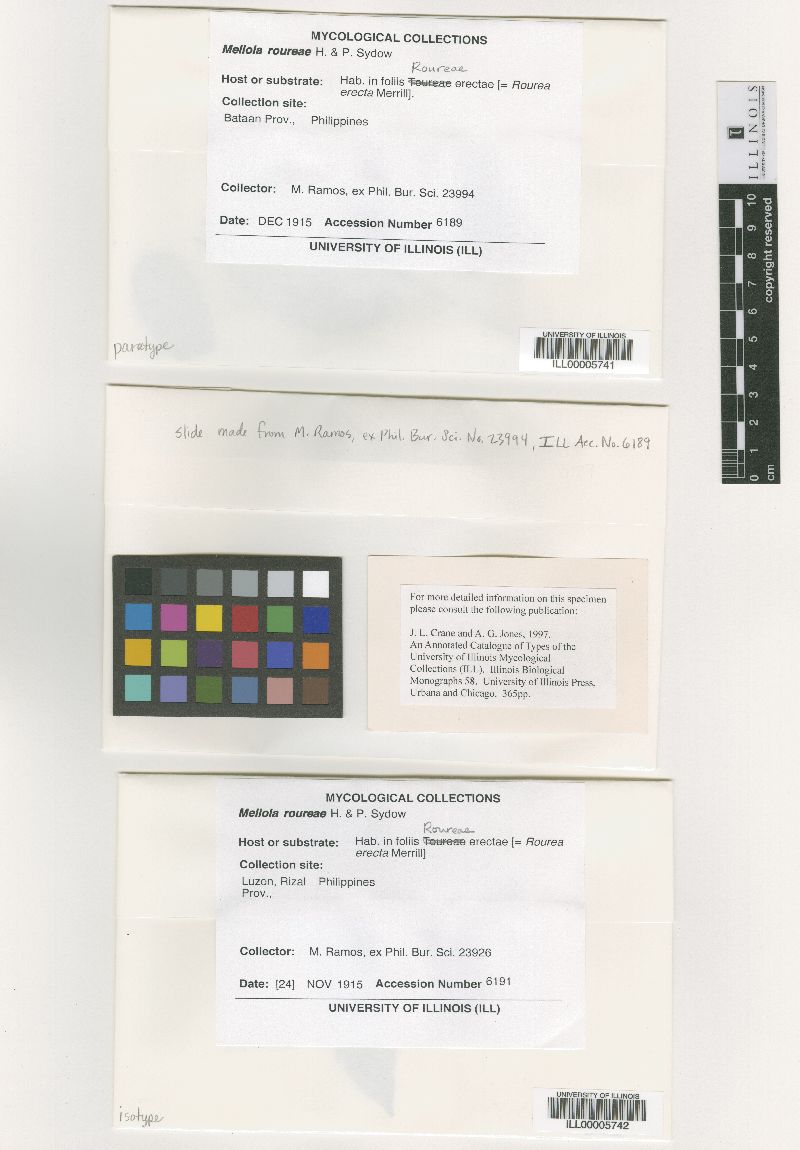 MYCOLOGICAL COLLECTIONS
Meliola roureae H. & P. Sydow
Roureae
Host or substrate: Hab. in foliis Toureae erectae [= Rourea
erecta Merrill].
Collection site:
Bataan Prov., Philippines
Collector: M. Ramos, ex Phil. Bur. Sci. 23994
Date: DEC 1915 Accession Number 6189
UNIVERSITY OF ILLINOIS (ILL)
paratype
UNIVERSITY OF ILLINOIS
ILL00005741
ILLINOIS
copyright reserved
0 1 2 3 4 5 6 7 8 9 10
cm
slide made from M. Ramos, ex Phil. Bur. Sci. No. 23994, ILL Acc. No. 6189
For more detailed information on this specimen
please consult the following publication:
J. L. Crane and A. G. Jones, 1997.
An Annotated Catalogue of Types of the
University of Illinois Mycological
Collections (ILL). Illinois Biological
Monographs 58. University of Illinois Press,
Urbana and Chicago. 365pp.
MYCOLOGICAL COLLECTIONS
Meliola roureae H. & P. Sydow
Roureae
Host or substrate: Hab. in foliis Toureae erectae [= Rourea
erecta Merrill]
Collection site:
Luzon, Rizal Philippines
Prov.,
Collector: M. Ramos, ex Phil. Bur. Sci. 23926
Date: [24] NOV 1915 Accession Number 6191
UNIVERSITY OF ILLINOIS (ILL)
isotype
UNIVERSITY OF ILLINOIS
ILL00005742